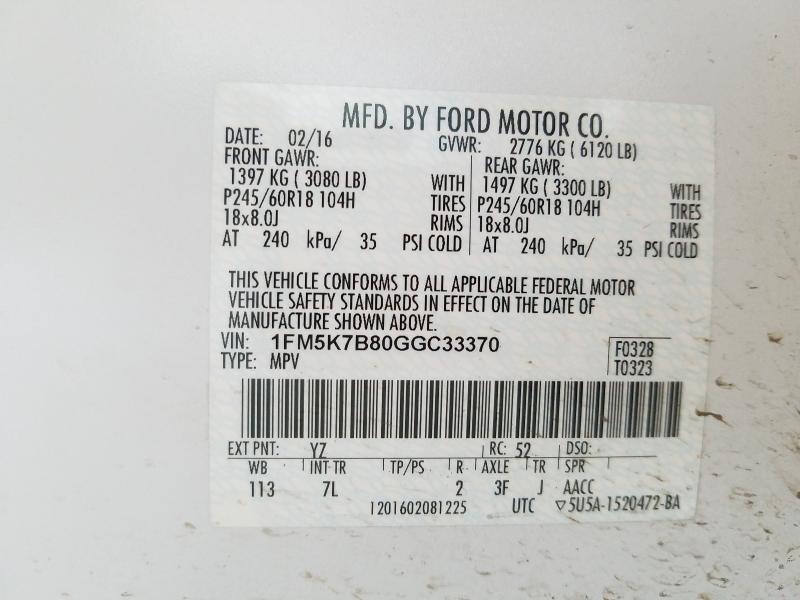 MFD. BY FORD MOTOR CO.
DATE: 02/16 GVWR: 2776 KG ( 6120 LB)
FRONT GAWR: REAR GAWR:
1397 KG ( 3080 LB) WITH 1497 KG ( 3300 LB) WITH
P245/60R18 104H TIRES P245/60R18 104H TIRES
18x8.0J RIMS 18x8.0J RIMS
AT 240 kPa/ 35 PSI COLD AT 240 kPa/ 35 PSI COLD
THIS VEHICLE CONFORMS TO ALL APPLICABLE FEDERAL MOTOR
VEHICLE SAFETY STANDARDS IN EFFECT ON THE DATE OF
MANUFACTURE SHOWN ABOVE.
VIN: 1FM5K7B80GGC33370 F0328
TYPE: MPV T0323
EXT PNT: YZ RC: 52 DSO:
WB INT TR TP/PS R AXLE TR SPR
113 7L 2 3F J AACC
1201602081225 UTC ▽5U5A-1520472-BA